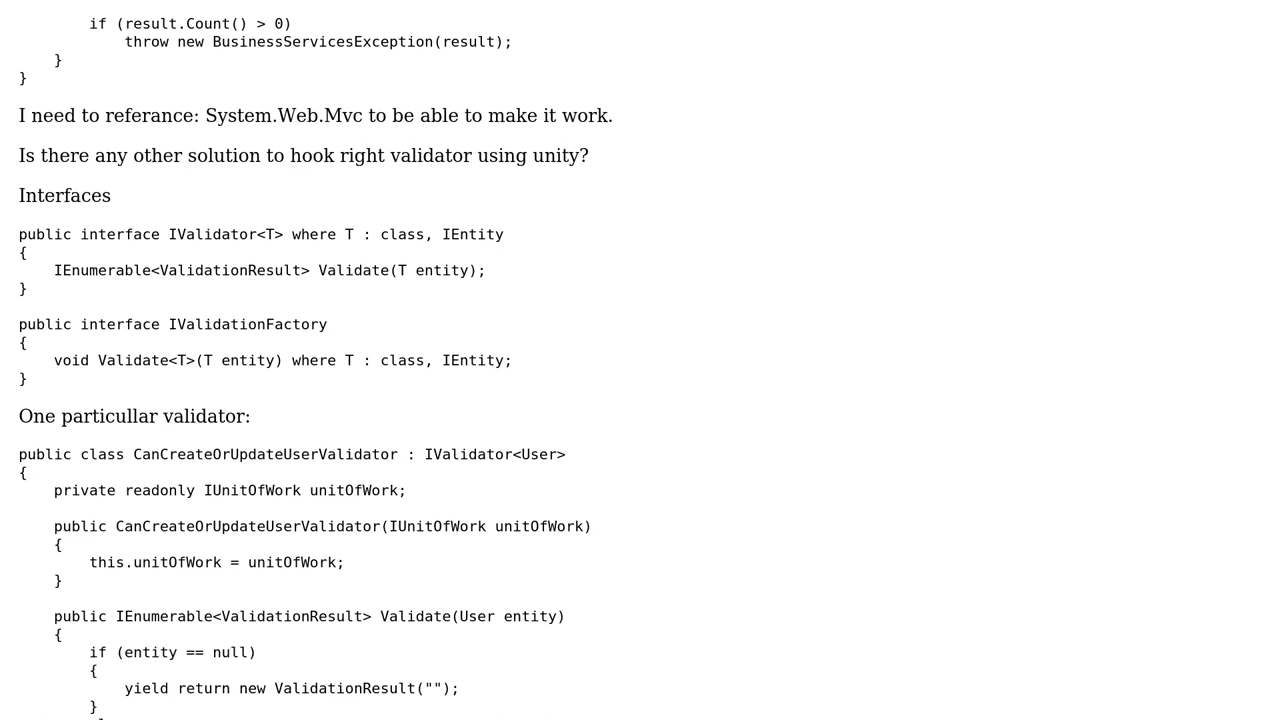 if (result.Count() > 0)
throw new BusinessServicesException(result);
}
}
I need to referance: System.Web.Mvc to be able to make it work.
Is there any other solution to hook right validator using unity?
Interfaces
public interface IValidator<T> where T : class, IEntity
{
IEnumerable<ValidationResult> Validate(T entity);
}
public interface IValidationFactory
{
void Validate<T>(T entity) where T : class, IEntity;
}
One particullar validator:
public class CanCreateOrUpdateUserValidator : IValidator<User>
{
private readonly IUnitOfWork unitOfWork;
public CanCreateOrUpdateUserValidator(IUnitOfWork unitOfWork)
{
this.unitOfWork = unitOfWork;
}
public IEnumerable<ValidationResult> Validate(User entity)
{
if (entity == null)
{
yield return new ValidationResult("");
}